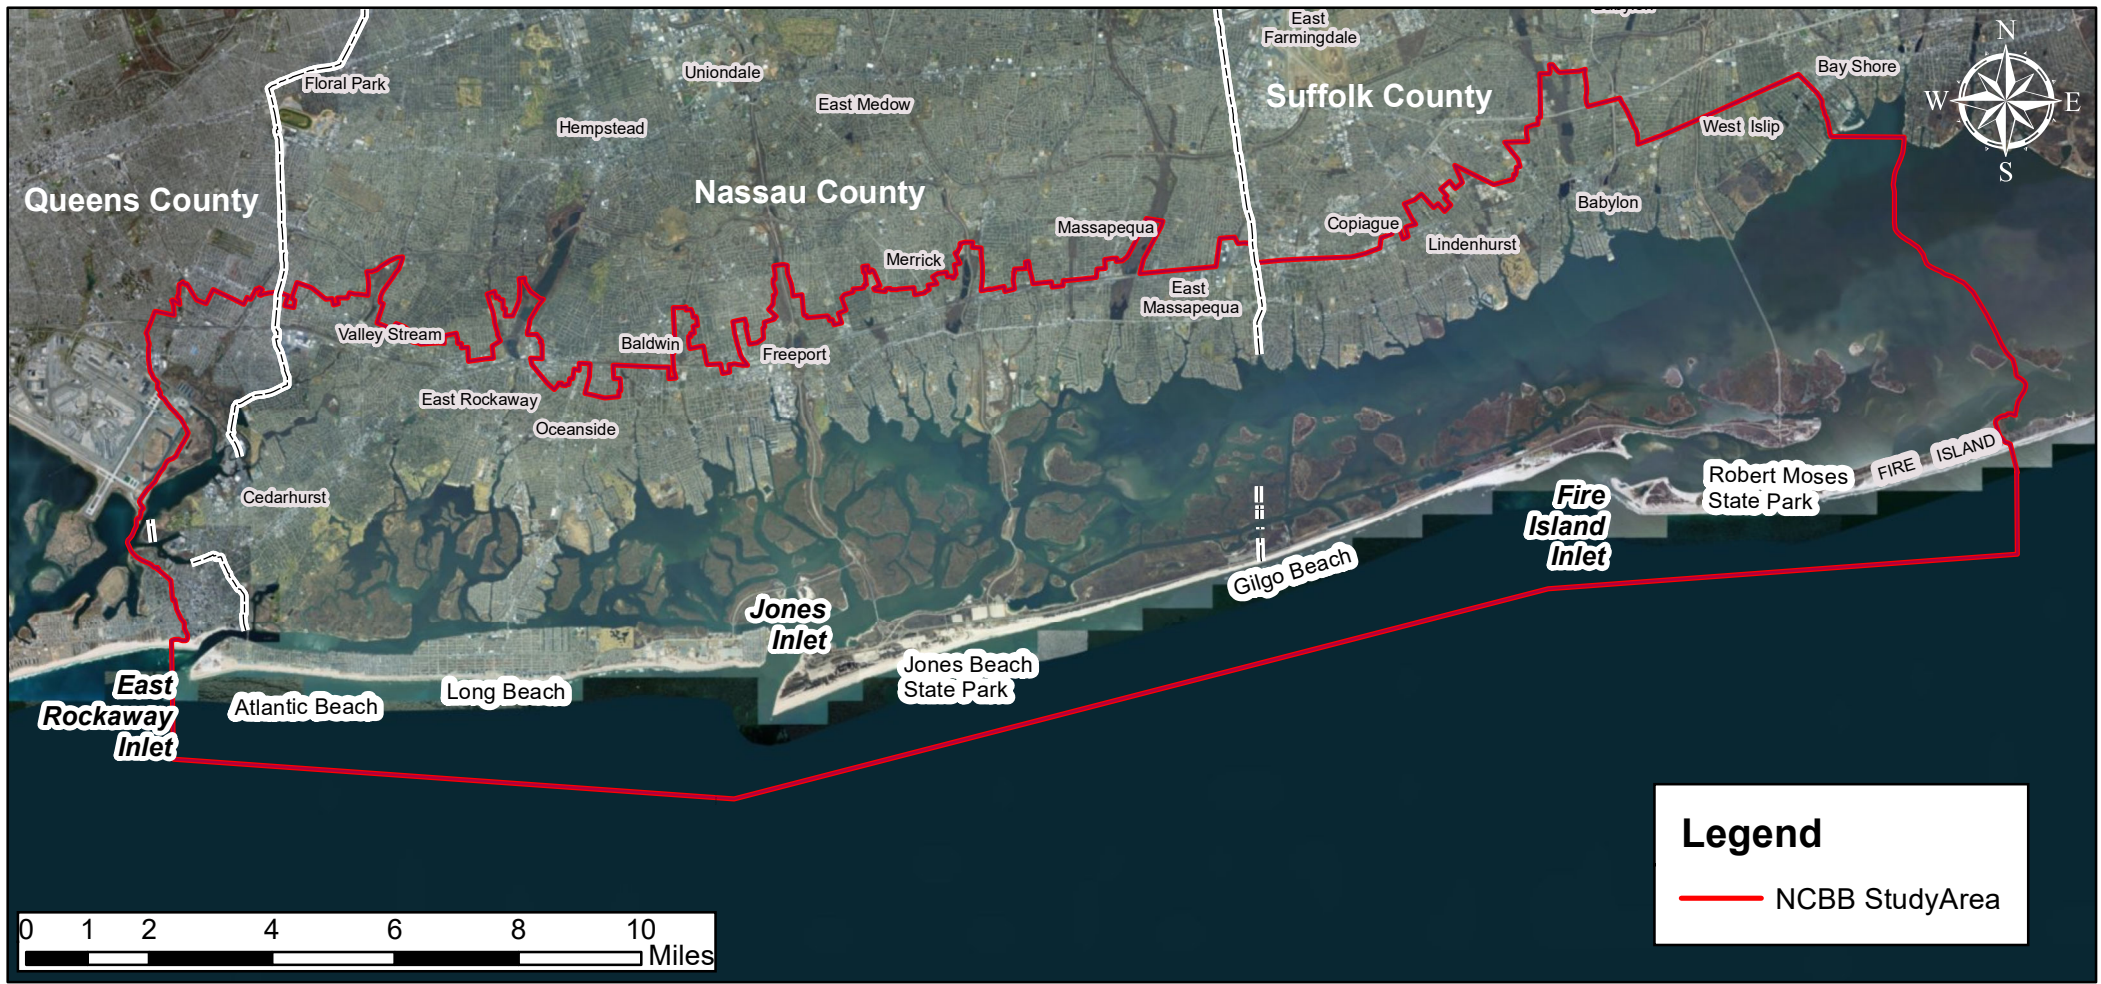 East
Farmingdale
N
W
E
S
Bay Shore
Uniondale
Floral Park
Suffolk County
East Medow
Hempstead
West Islip
Queens County
Nassau County
Babylon
Massapequa
Copiague
Lindenhurst
Merrick
East
Massapequa
Valley Stream
Baldwin
Freeport
East Rockaway
Oceanside
Cedarhurst
FIRE ISLAND
Robert Moses
State Park
Fire
Island
Inlet
Gilgo Beach
Jones
Inlet
Jones Beach
State Park
Long Beach
Atlantic Beach
East
Rockaway
Inlet
Legend
NCBB StudyArea
0 1 2 4 6 8 10
Miles